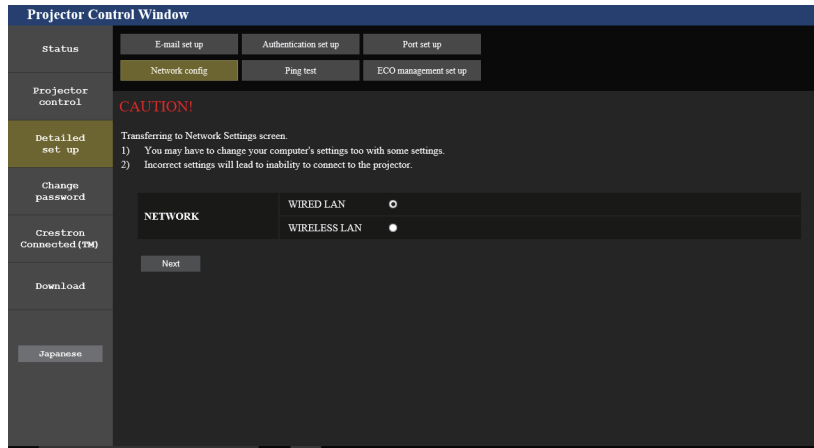 Projector Control Window
Status
Projector
control
Detailed
set up
Change
password
Crestron
Connected(TM)
Download
Japanese
E-mail set up
Authentication set up
Port set up
Network config
Ping test
ECO management set up
CAUTION!
Transferring to Network Settings screen.
1) You may have to change your computer's settings too with some settings.
2) Incorrect settings will lead to inability to connect to the projector.
NETWORK
WIRED LAN
WIRELESS LAN
Next